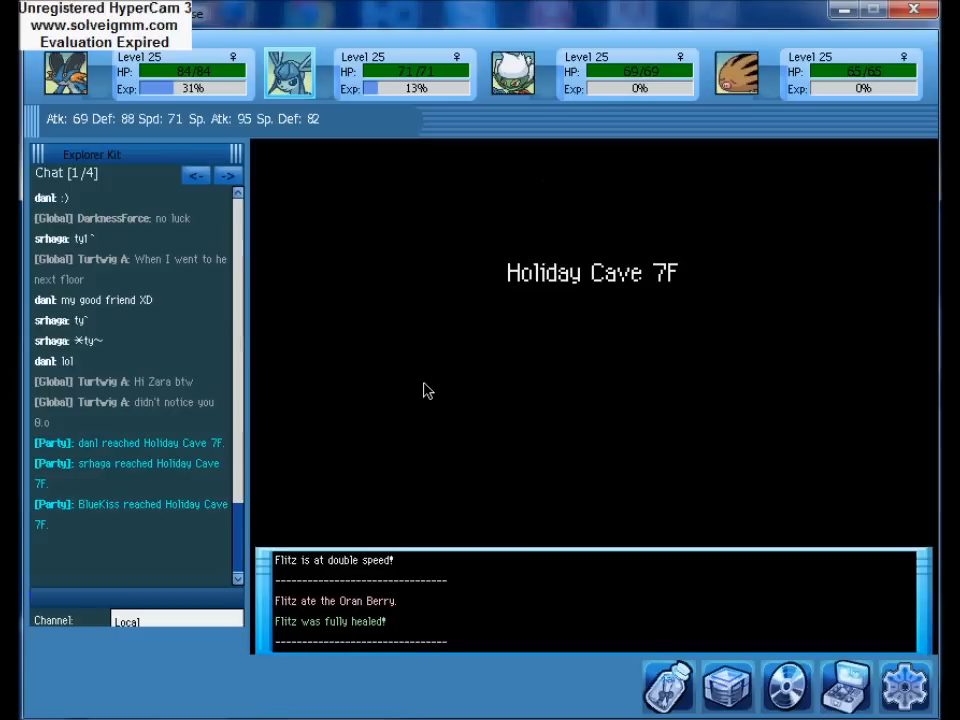 Unregistered HyperCam 3
www.solveigmm.com
Evaluation Expired
Level 25 ♀
HP: 84/84
Exp: 31%
Level 25 ♀
HP: 71/71
Exp: 13%
Level 25 ♀
HP: 69/69
Exp: 0%
Level 25 ♀
HP: 65/65
Exp: 0%
Atk: 69 Def: 88 Spd: 71 Sp. Atk: 95 Sp. Def: 82
Explorer Kit
Chat [1/4]
<- ->
danl: :)
[Global] DarknessForce: no luck
srhaga: ty1^
[Global] Turtwig A: When I went to he
next floor
danl: my good friend XD
srhaga: ty^
srhaga: *ty~
danl: lol
[Global] Turtwig A: Hi Zara btw
[Global] Turtwig A: didn't notice you
0.o
[Party]: danl reached Holiday Cave 7F.
[Party]: srhaga reached Holiday Cave
7F.
[Party]: BlueKiss reached Holiday Cave
7F.
Channel: Local
Holiday Cave 7F
Flitz is at double speed!
--------------------------------
Flitz ate the Oran Berry.
Flitz was fully healed!
--------------------------------